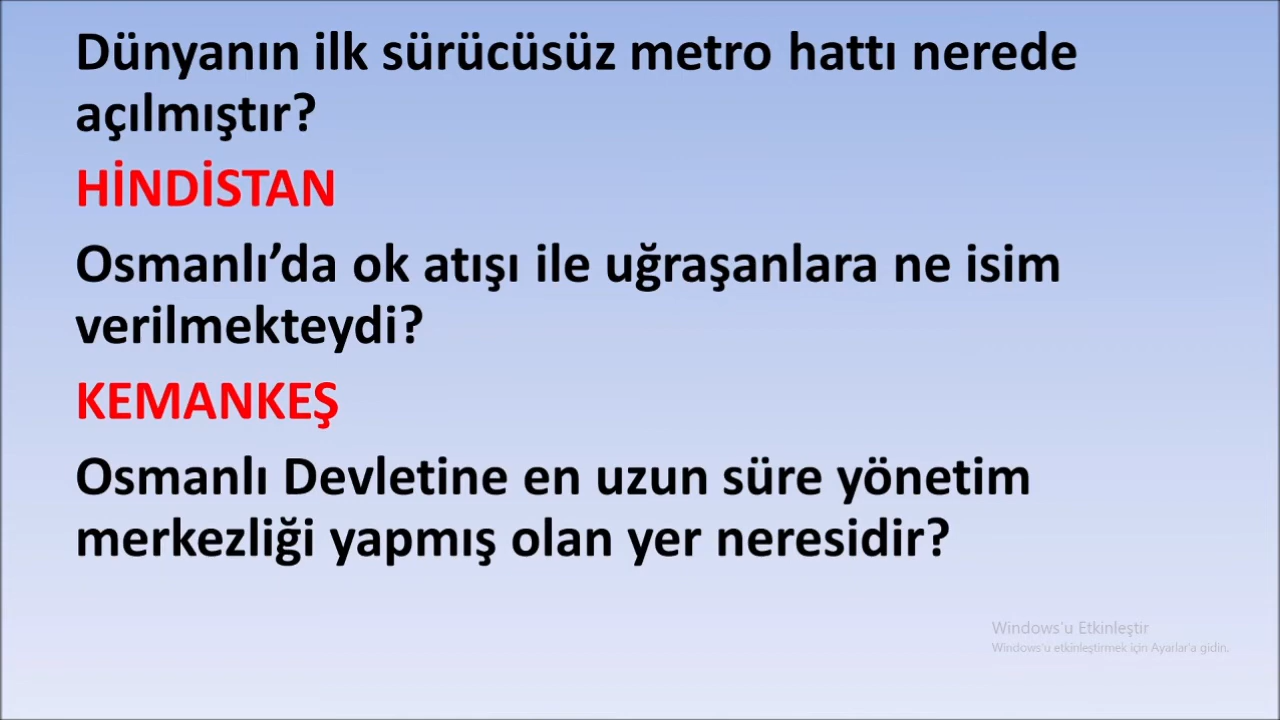 Dünyanın ilk sürücüsüz metro hattı nerede
açılmıştır?
HİNDİSTAN
Osmanlı’da ok atışı ile uğraşanlara ne isim
verilmekteydi?
KEMANKEŞ
Osmanlı Devletine en uzun süre yönetim
merkezliği yapmış olan yer neresidir?
Windows'u Etkinleştir
Windows'u etkinleştirmek için Ayarlar'a gidin.